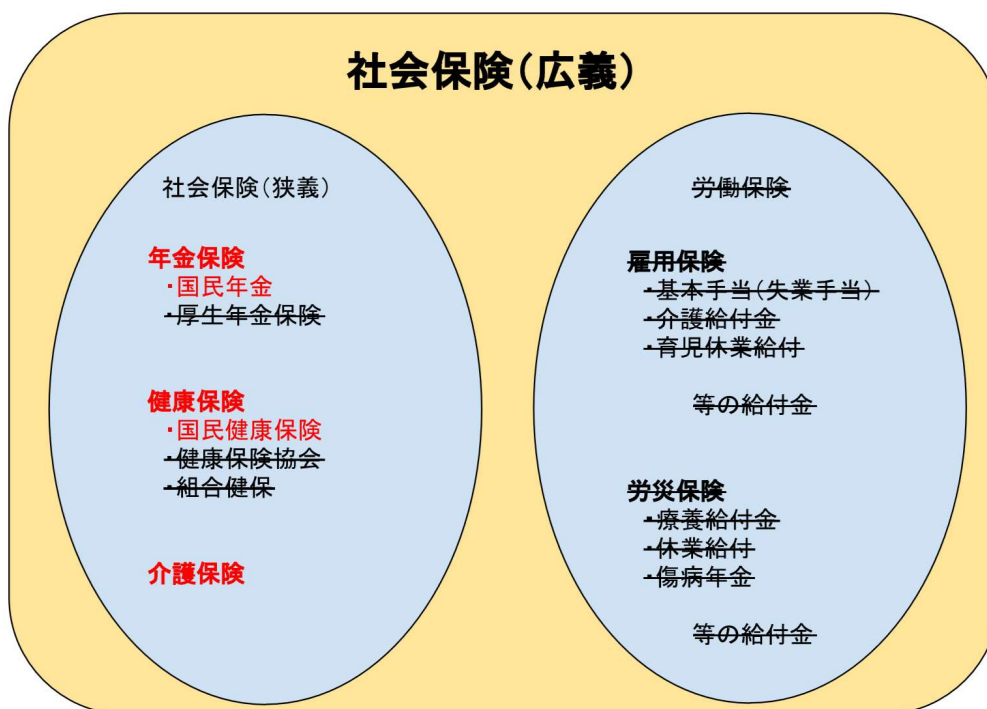 社会保険(広義)
社会保険(狭義)
年金保険
・国民年金
・厚生年金保険
健康保険
・国民健康保険
・健康保険協会
・組合健保
介護保険
労働保険
雇用保険
・基本手当(失業手当)
・介護給付金
・育児休業給付
等の給付金
労災保険
・療養給付金
・休業給付
・傷病年金
等の給付金